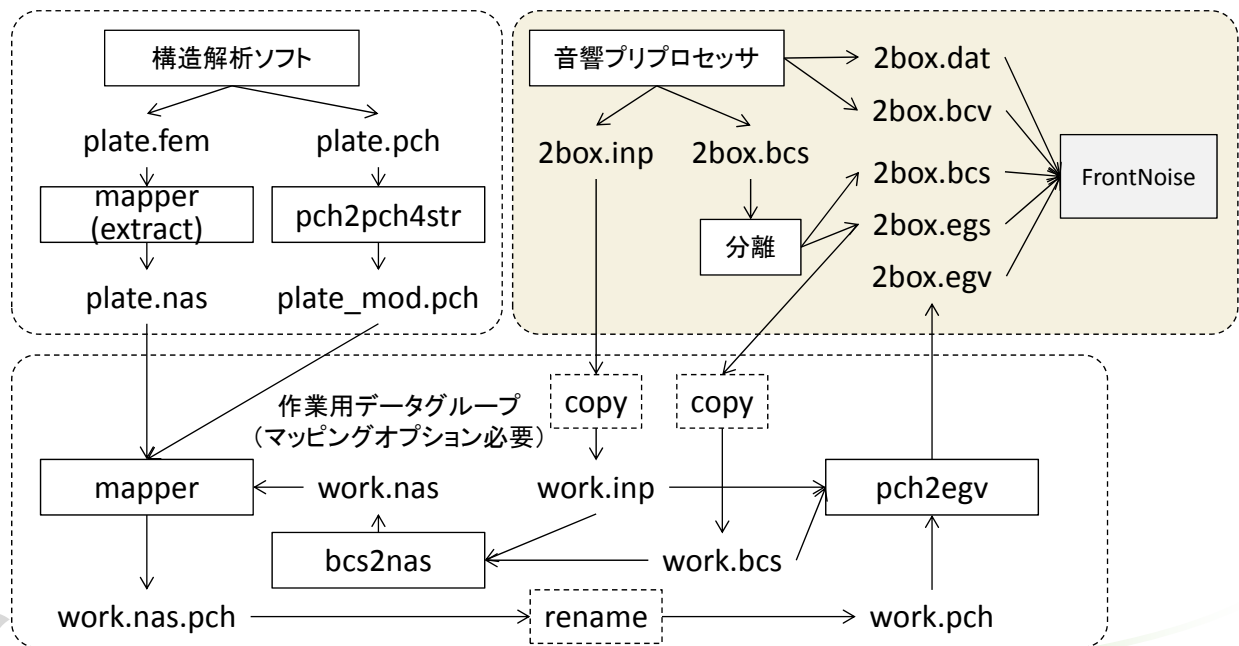 構造解析ソフト
plate.fem
plate.pch
mapper
(extract)
pch2pch4str
plate.nas
plate_mod.pch
音響プリプロセッサ
2box.dat
2box.bcv
2box.inp
2box.bcs
2box.bcs
FrontNoise
分離
2box.egs
2box.egv
作業用データグループ
（マッピングオプション必要）
copy
copy
mapper
work.nas
work.inp
pch2egv
bcs2nas
work.bcs
work.nas.pch
rename
work.pch